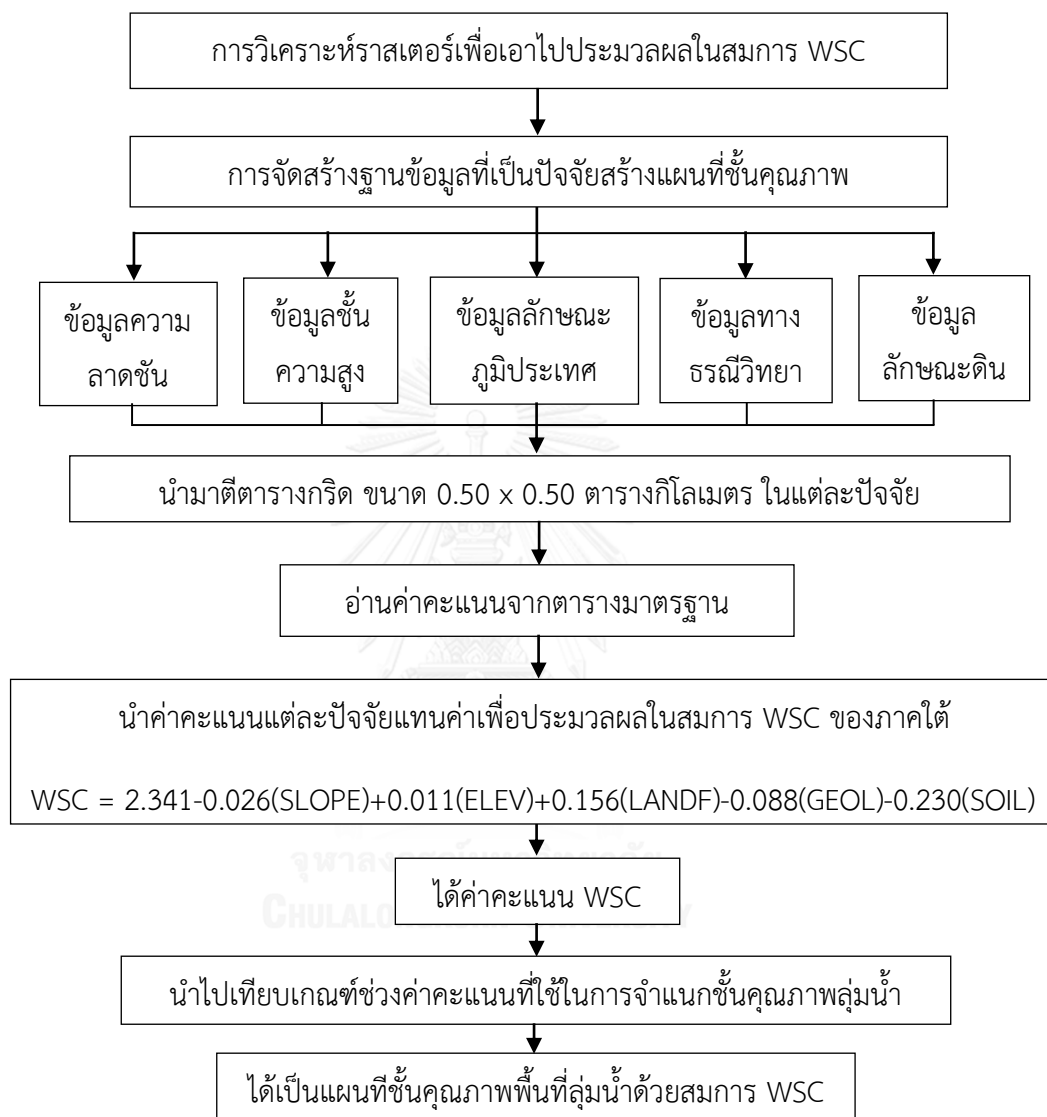 การวิเคราะห์ราสเตอร์เพื่อเอาไปประมวลผลในสมการ WSC
การจัดสร้างฐานข้อมูลที่เป็นปัจจัยสร้างแผนที่ชั้นคุณภาพ
ข้อมูลความ
ลาดชัน
ข้อมูลชั้น
ความสูง
ข้อมูลลักษณะ
ภูมิประเทศ
ข้อมูลทาง
ธรณีวิทยา
ข้อมูล
ลักษณะดิน
นำมาตีตารางกริด ขนาด 0.50 x 0.50 ตารางกิโลเมตร ในแต่ละปัจจัย
อ่านค่าคะแนนจากตารางมาตรฐาน
นำค่าคะแนนแต่ละปัจจัยแทนค่าเพื่อประมวลผลในสมการ WSC ของภาคใต้
WSC = 2.341-0.026(SLOPE)+0.011(ELEV)+0.156(LANDF)-0.088(GEOL)-0.230(SOIL)
ได้ค่าคะแนน WSC
นำไปเทียบเกณฑ์ช่วงค่าคะแนนที่ใช้ในการจำแนกชั้นคุณภาพลุ่มน้ำ
ได้เป็นแผนทีชั้นคุณภาพพื้นที่ลุ่มน้ำด้วยสมการ WSC